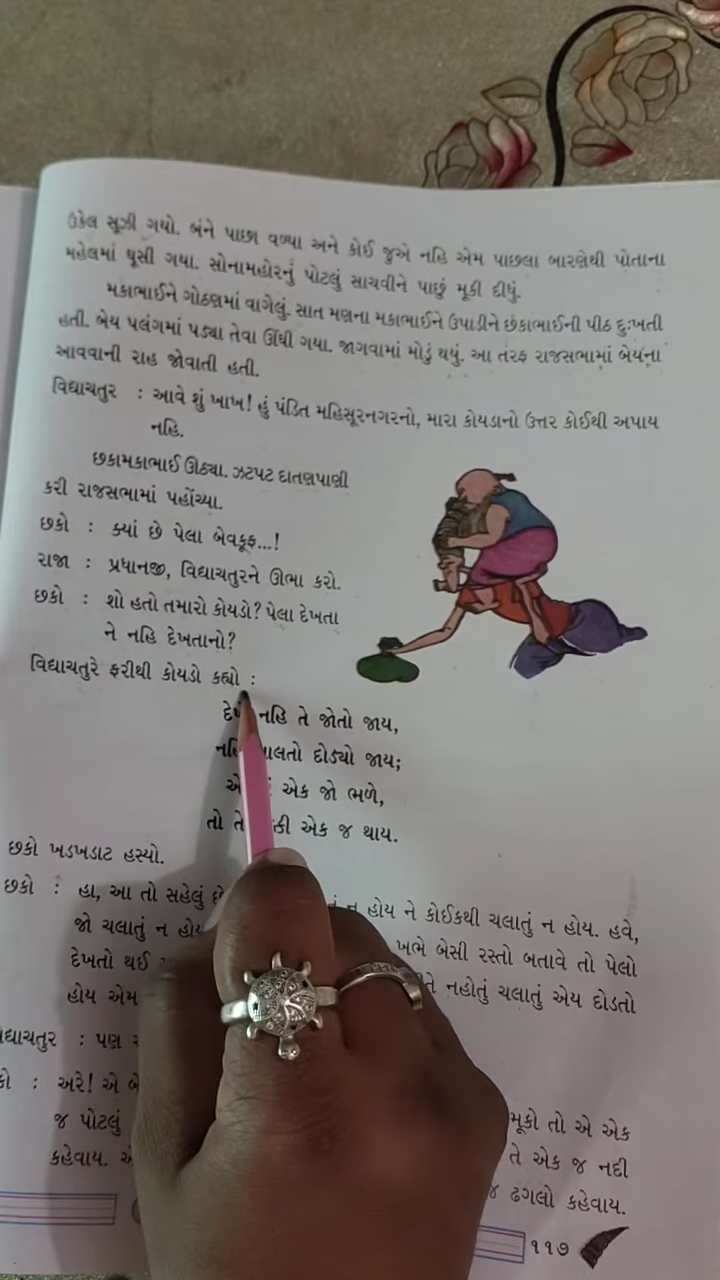 ઉકેલ સૂઝી ગયો. બંને પાછા વળ્યા અને કોઈ જુએ નહિ એમ પાછલા બારણેથી પોતાના
મહેલમાં ઘૂસી ગયા. સોનામહોરનું પોટલું સાચવીને પાછું મૂકી દીધું.
મકાભાઈને ગોઠણમાં વાગેલું. સાત મણના મકાભાઈને ઉપાડીને છકાભાઈની પીઠ દુઃખતી
હતી. બેય પલંગમાં પડ્યા તેવા ઊંઘી ગયા. જાગવામાં મોડું થયું. આ તરફ રાજસભામાં બેયના
આવવાની રાહ જોવાતી હતી.
વિદ્યાચતુર : આવે શું ખાખ! હું પંડિત મહિસૂરનગરનો, મારા કોયડાનો ઉત્તર કોઈથી અપાય
નહિ.
છકામકાભાઈ ઊઠ્યા. ઝટપટ દાતણપાણી
કરી રાજસભામાં પહોંચ્યા.
છકો : ક્યાં છે પેલા બેવકૂફ...!
રાજા : પ્રધાનજી, વિદ્યાચતુરને ઊભા કરો.
છકો : શો હતો તમારો કોયડો? પેલા દેખતા
ને નહિ દેખતાનો?
વિદ્યાચતુરે ફરીથી કોયડો કહ્યો :
નહિ તે જોતો જાય,
દોડ્યો જાય;
એક જો ભળે,
તો એક જ થાય.
છકો ખડખડાટ હસ્યો.
છકો : હા, આ તો સહેલું ન હોય ને કોઈકથી ચલાતું ન હોય. હવે,
જો ચલાતું ન ખભે બેસી રસ્તો બતાવે તો પેલો
દેખતો થઈ નહોતું ચલાતું એય દોડતો
હોય એમ
: પણ
: અરે! એ
જ પોટલું મૂકો તો એ એક
કહેવાય. તે એક જ નદી
ઢગલો કહેવાય.
૧૧૭